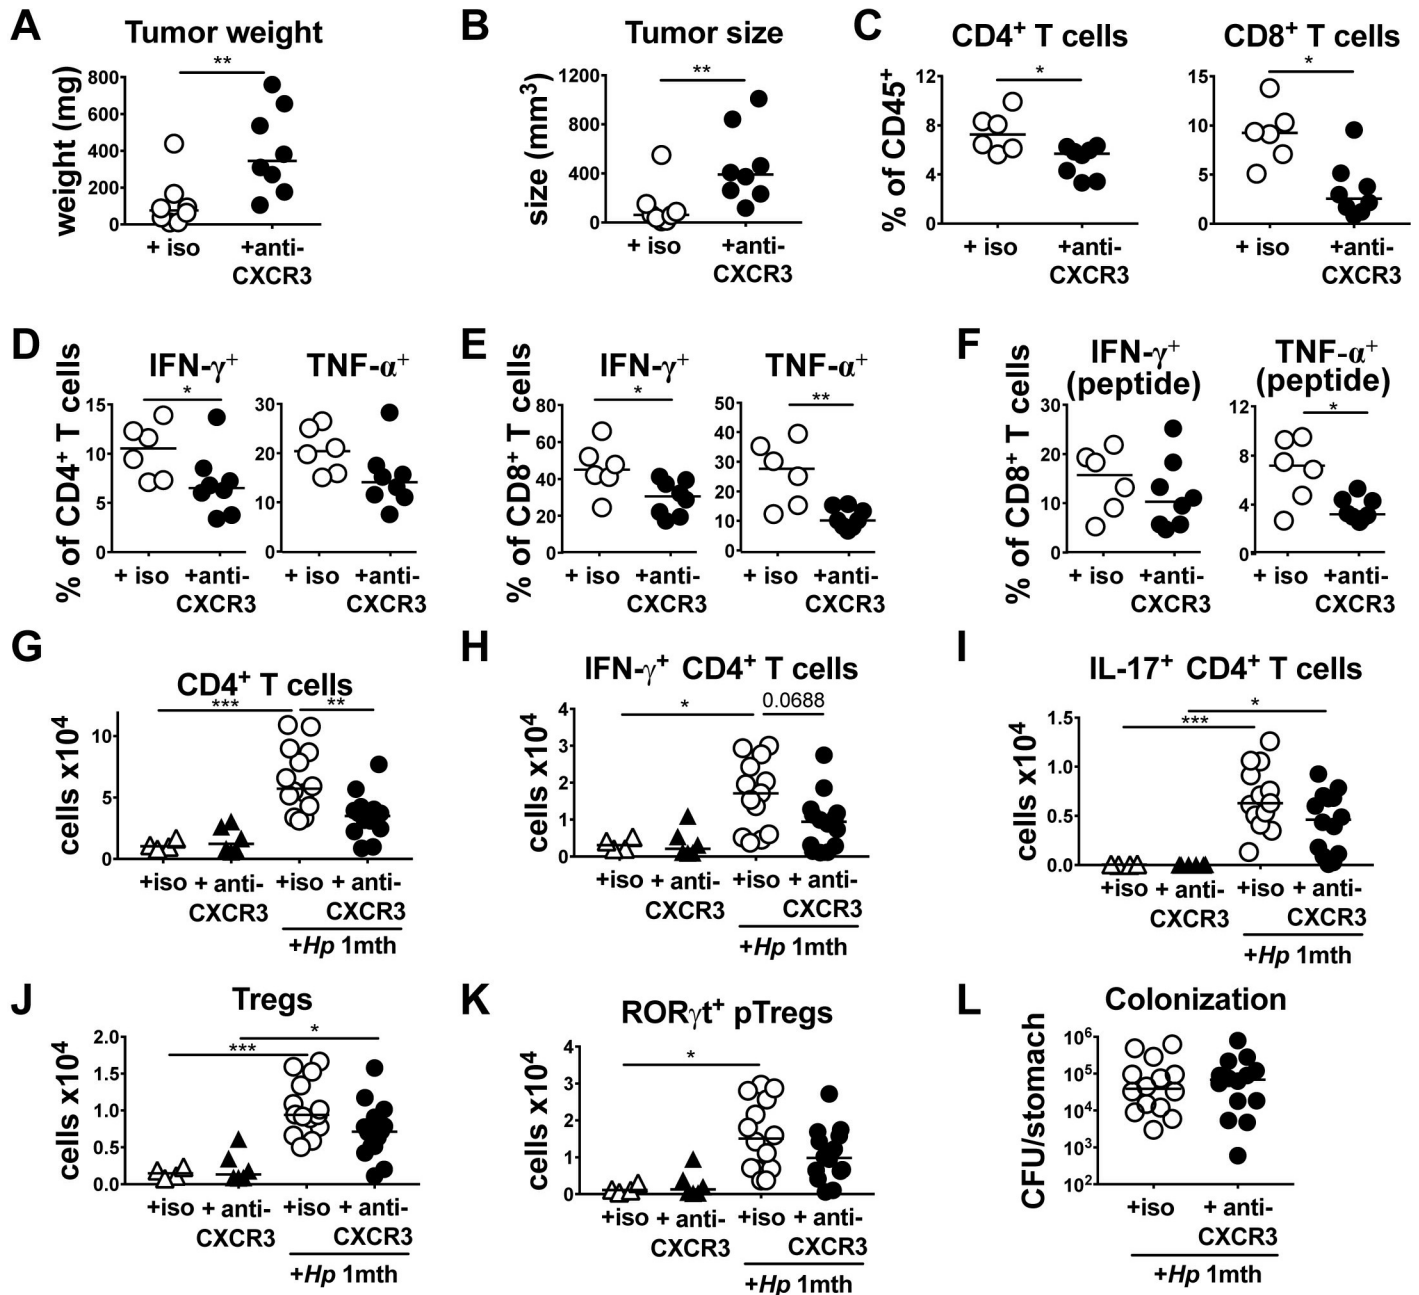 A
Tumor weight
**
weight (mg)
800
600
400
200
0
+ iso
+anti-
CXCR3
B
Tumor size
**
size (mm³)
1200
800
400
0
+ iso
+anti-
CXCR3
C
CD4⁺ T cells
CD8⁺ T cells
*
*
% of CD45⁺
12
8
4
0
15
10
5
0
+ iso
+anti-
CXCR3
+ iso
+anti-
CXCR3
D
IFN-γ⁺
TNF-α⁺
*
% of CD4⁺ T cells
15
10
5
0
30
20
10
0
+ iso
+anti-
CXCR3
+ iso
+anti-
CXCR3
E
IFN-γ⁺
TNF-α⁺
*
**
% of CD8⁺ T cells
80
60
40
20
0
50
40
30
20
10
0
+ iso
+anti-
CXCR3
+ iso
+anti-
CXCR3
F
IFN-γ⁺
(peptide)
TNF-α⁺
(peptide)
*
% of CD8⁺ T cells
30
20
10
0
12
8
4
0
+ iso
+anti-
CXCR3
+ iso
+anti-
CXCR3
G
CD4⁺ T cells
***
**
cells x10⁴
10
5
0
+iso
+ anti-
CXCR3
+iso
+ anti-
CXCR3
+Hp 1mth
H
IFN-γ⁺ CD4⁺ T cells
*
0.0688
cells x10⁴
4
3
2
1
0
+iso
+ anti-
CXCR3
+iso
+ anti-
CXCR3
+Hp 1mth
I
IL-17⁺ CD4⁺ T cells
*
***
cells x10⁴
1.5
1.0
0.5
0.0
+iso
+ anti-
CXCR3
+iso
+ anti-
CXCR3
+Hp 1mth
J
Tregs
*
***
cells x10⁴
2.0
1.5
1.0
0.5
0.0
+iso
+ anti-
CXCR3
+iso
+ anti-
CXCR3
+Hp 1mth
K
RORγt⁺ pTregs
*
cells x10⁴
4
3
2
1
0
+iso
+ anti-
CXCR3
+iso
+ anti-
CXCR3
+Hp 1mth
L
Colonization
CFU/stomach
10⁶
10⁵
10⁴
10³
10²
+iso
+ anti-
CXCR3
+Hp 1mth